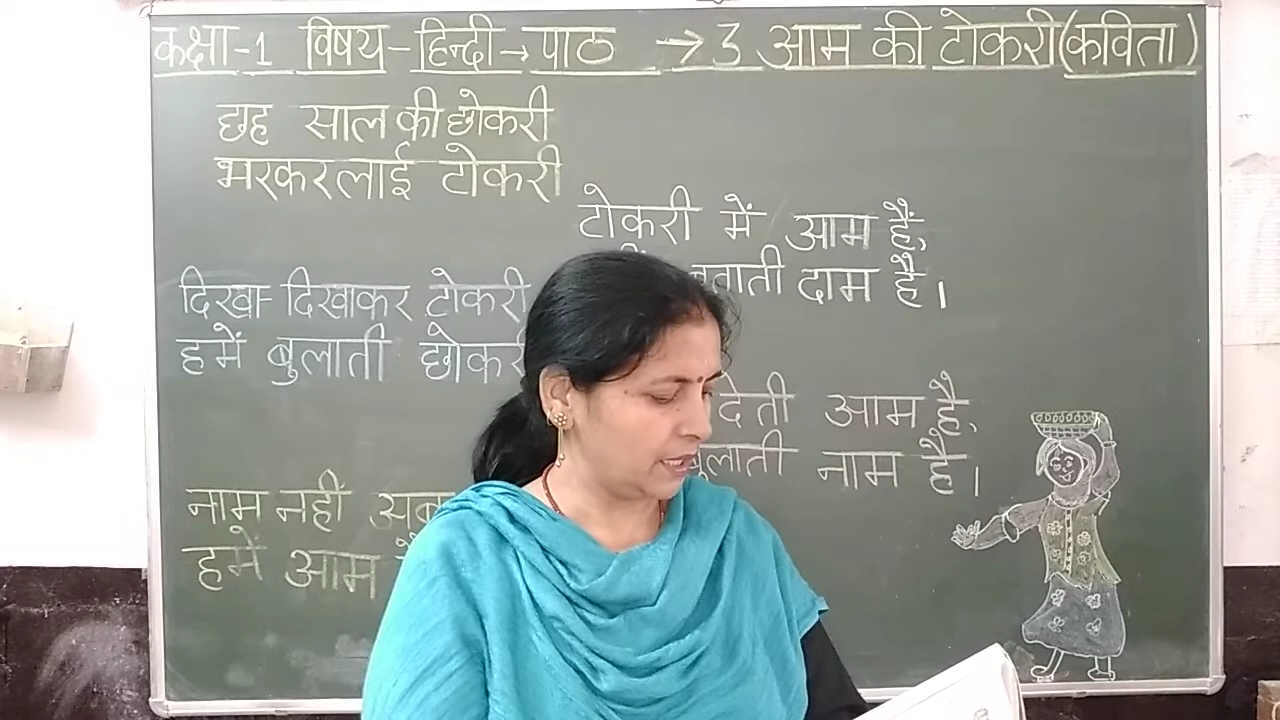 कक्षा-1 विषय-हिन्दी→पाठ →3 आम की टोकरी(कविता)
छह साल की छोकरी
भरकर लाई टोकरी
टोकरी में आम हैं,
दाम है।
दिखा-दिखाकर टोकरी
हमें बुलाती
देती आम है,
नाम है।
नाम नहीं
हमें आम